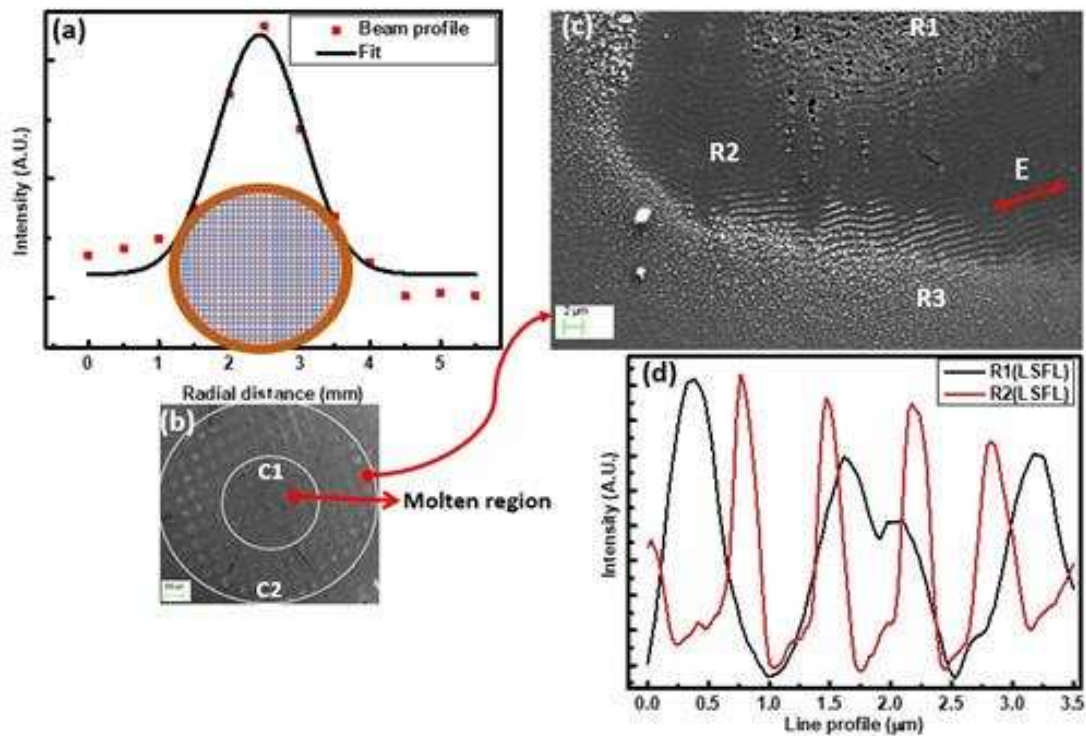 (a)
Beam profile
Fit
Intensity (A.U.)
0 1 2 3 4 5
Radial distance (mm)
(b)
C1
C2
Molten region
(c)
R1
R2
E
R3
2 µm
(d)
R1(LSFL)
R2(LSFL)
Intensity (A.U.)
0.0 0.5 1.0 1.5 2.0 2.5 3.0 3.5
Line profile (µm)